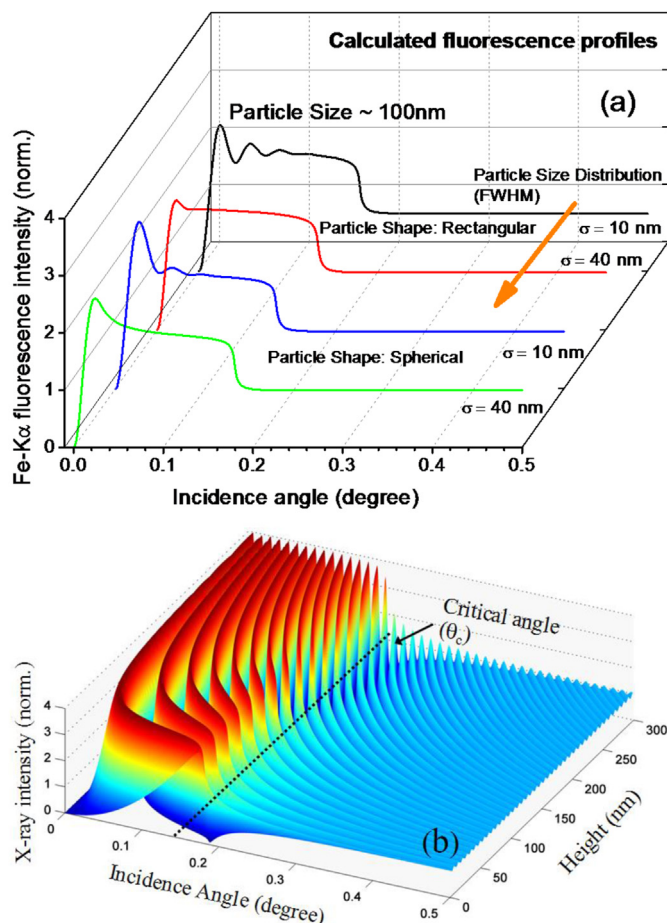 Calculated fluorescence profiles
(a)
Particle Size ~ 100nm
Particle Size Distribution
(FWHM)
Particle Shape: Rectangular
σ = 10 nm
σ = 40 nm
σ = 10 nm
Particle Shape: Spherical
σ = 40 nm
Fe-Kα fluorescence intensity (norm.)
4
3
2
1
0
0.0
0.1
0.2
0.3
0.4
0.5
Incidence angle (degree)
Critical angle
(θc)
X-ray intensity (norm.)
4
3
2
1
0
0
0.1
0.2
0.3
0.4
0.5
Incidence Angle (degree)
(b)
0
50
100
150
200
250
300
Height (nm)